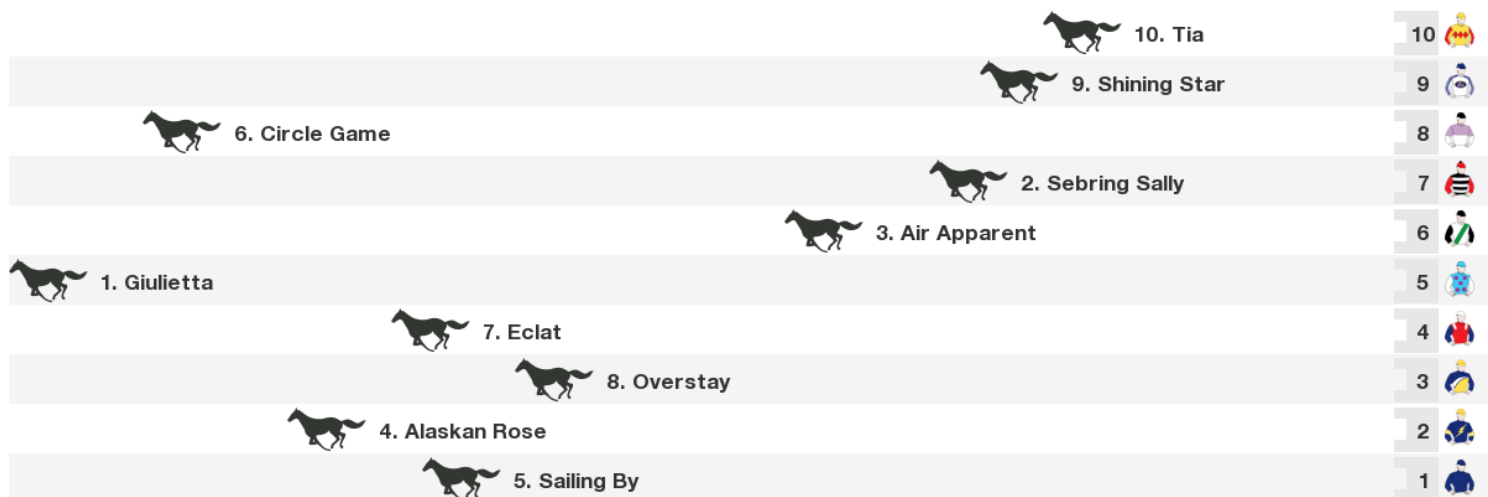 10. Tia 10
9. Shining Star 9
6. Circle Game 8
2. Sebring Sally 7
3. Air Apparent 6
1. Giulietta 5
7. Eclat 4
8. Overstay 3
4. Alaskan Rose 2
5. Sailing By 1